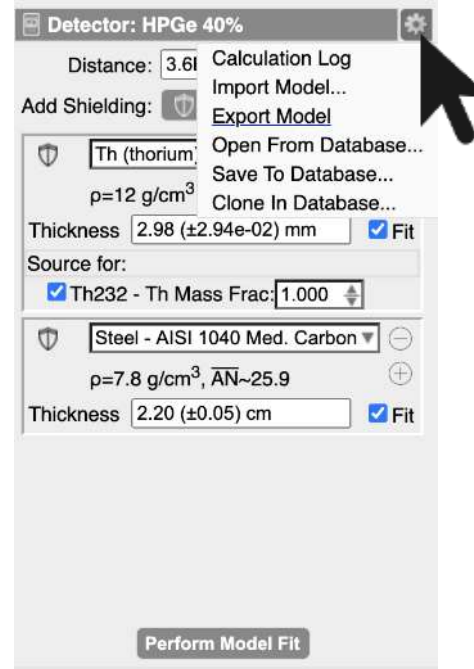 Detector: HPGe 40%
Distance: 3.6
Calculation Log
Import Model...
Add Shielding:
Export Model
Open From Database...
Save To Database...
Clone In Database...
Th (thorium)
ρ=12 g/cm³
Thickness 2.98 (±2.94e-02) mm Fit
Source for:
Th232 - Th Mass Frac: 1.000
Steel - AISI 1040 Med. Carbon
ρ=7.8 g/cm³, A̅N̅~25.9
Thickness 2.20 (±0.05) cm Fit
Perform Model Fit